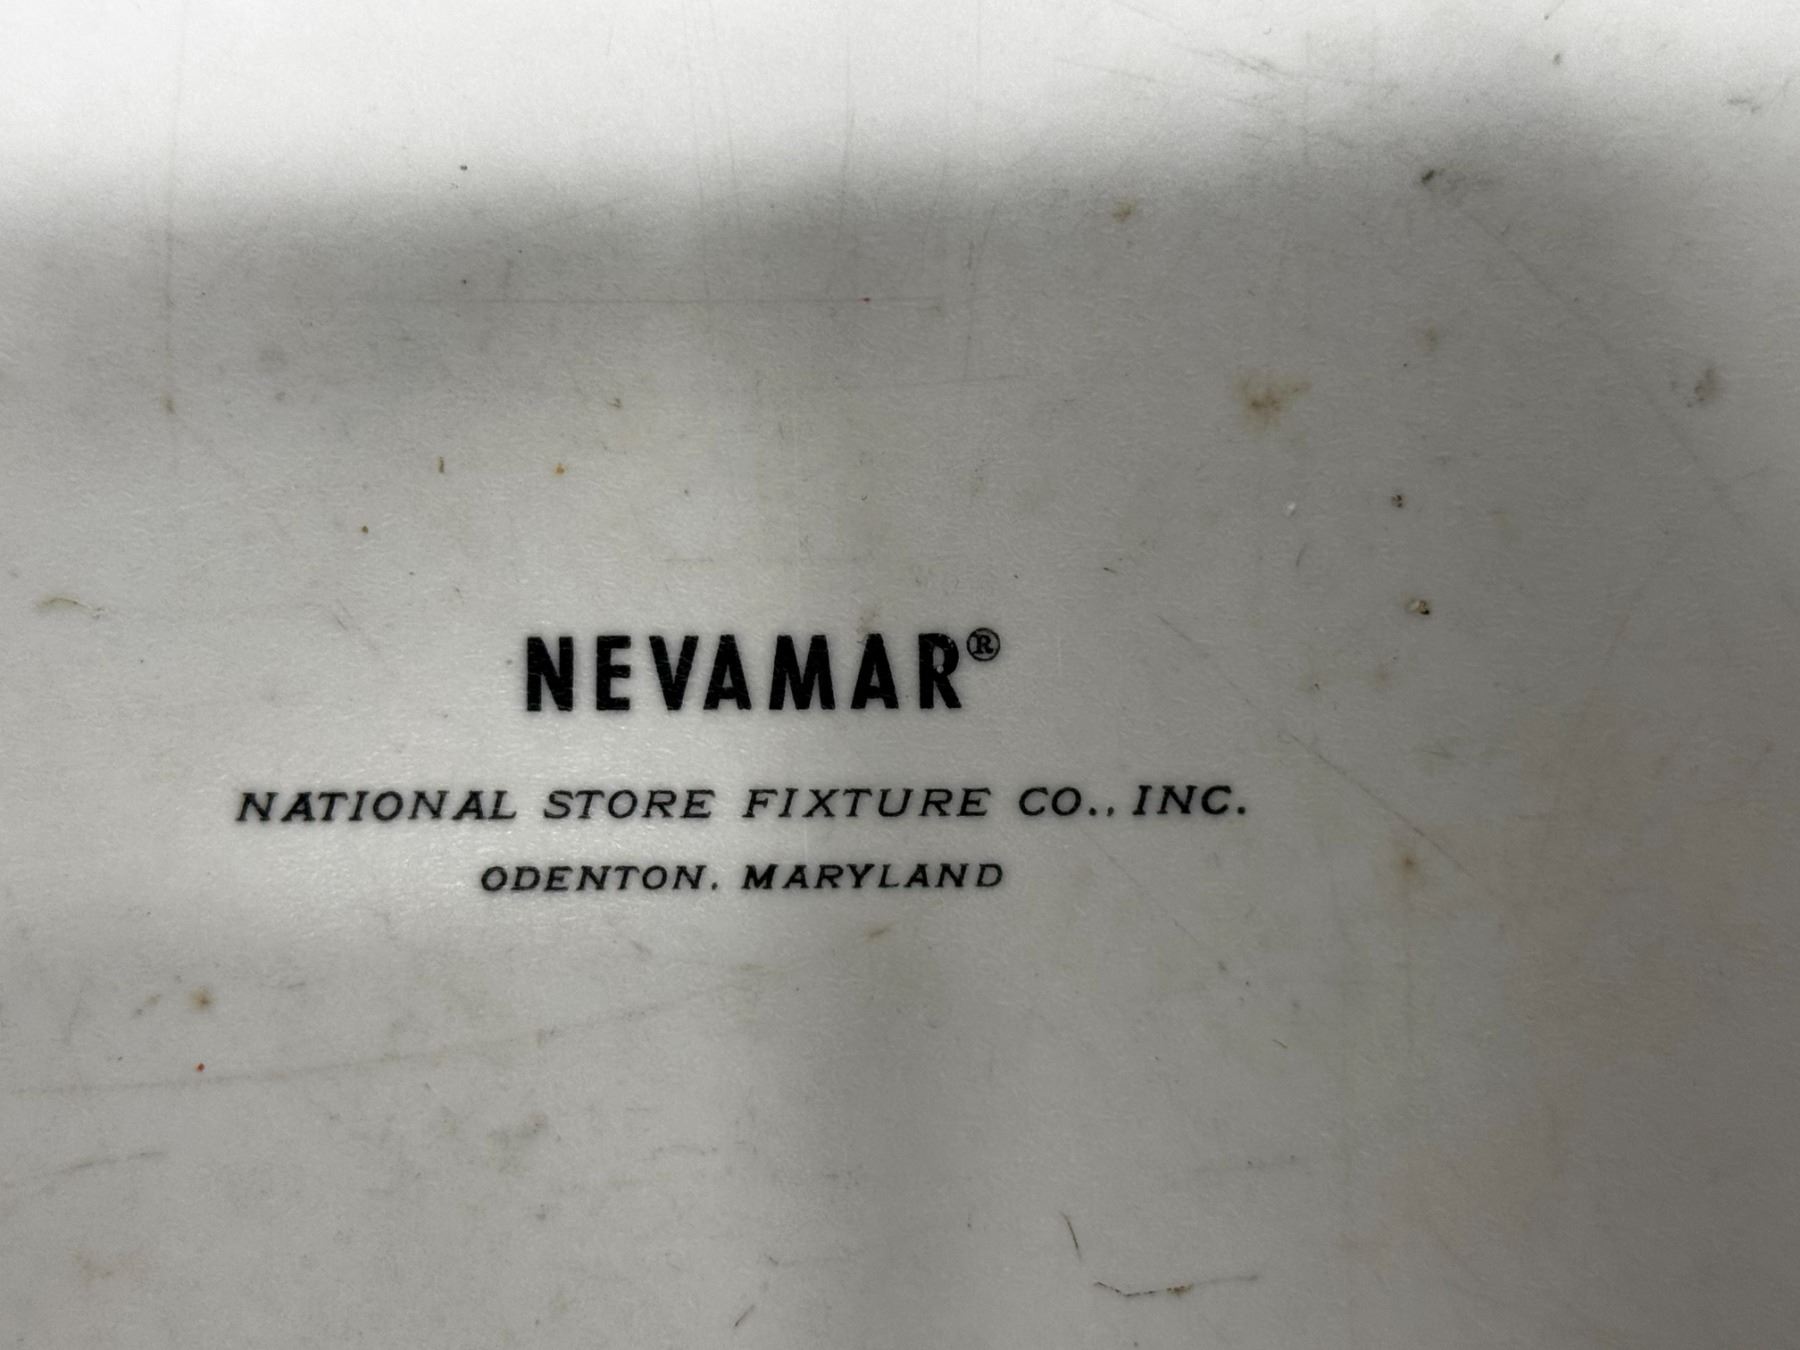 NEVAMAR®
NATIONAL STORE FIXTURE CO., INC.
ODENTON, MARYLAND